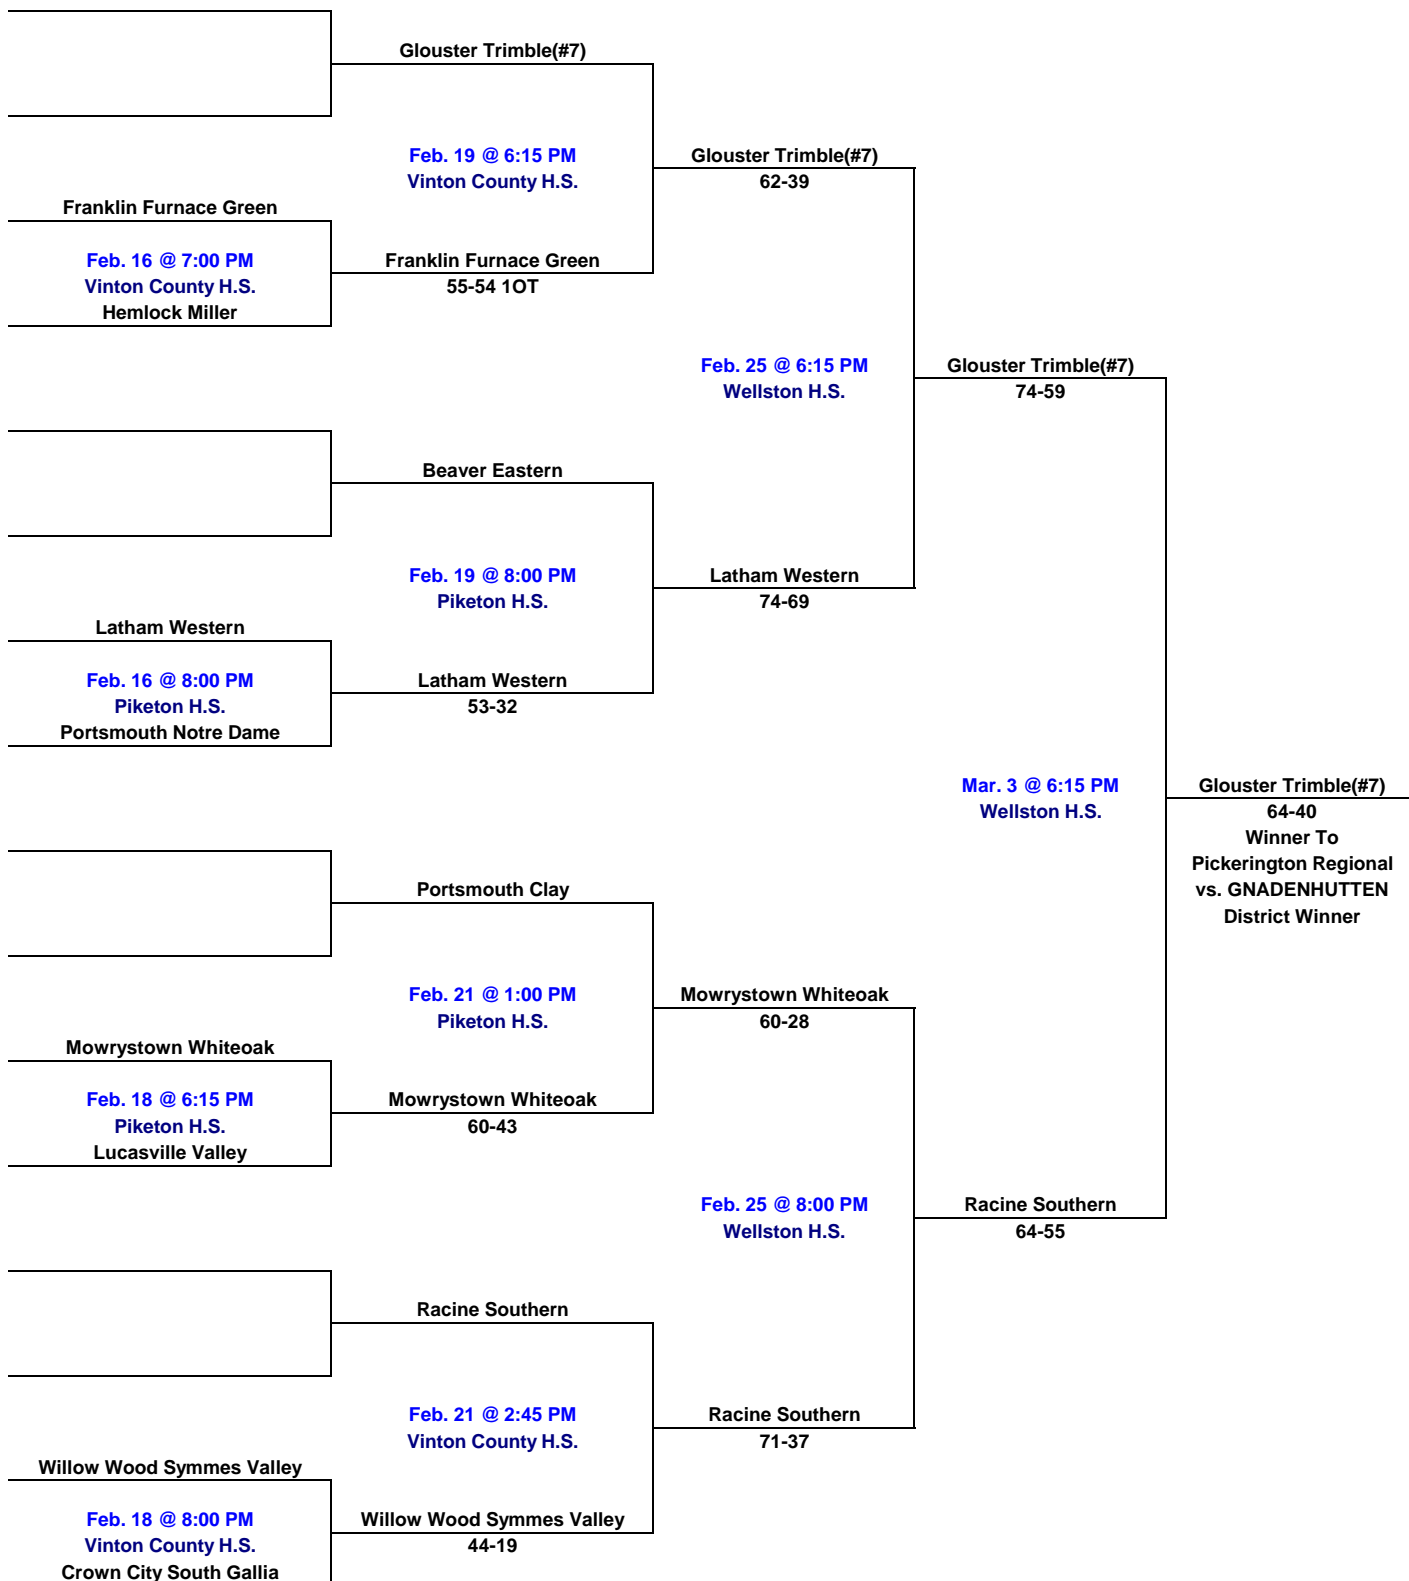 Glouster Trimble(#7)
Feb. 19 @ 6:15 PM
Vinton County H.S.
Glouster Trimble(#7)
62-39
Franklin Furnace Green
Feb. 16 @ 7:00 PM
Vinton County H.S.
Hemlock Miller
Franklin Furnace Green
55-54 1OT
Feb. 25 @ 6:15 PM
Wellston H.S.
Glouster Trimble(#7)
74-59
Beaver Eastern
Feb. 19 @ 8:00 PM
Piketon H.S.
Latham Western
74-69
Latham Western
Feb. 16 @ 8:00 PM
Piketon H.S.
Portsmouth Notre Dame
Latham Western
53-32
Mar. 3 @ 6:15 PM
Wellston H.S.
Glouster Trimble(#7)
64-40
Winner To
Pickerington Regional
vs. GNADENHUTTEN
District Winner
Portsmouth Clay
Feb. 21 @ 1:00 PM
Piketon H.S.
Mowrystown Whiteoak
60-28
Mowrystown Whiteoak
Feb. 18 @ 6:15 PM
Piketon H.S.
Lucasville Valley
Mowrystown Whiteoak
60-43
Feb. 25 @ 8:00 PM
Wellston H.S.
Racine Southern
64-55
Racine Southern
Feb. 21 @ 2:45 PM
Vinton County H.S.
Racine Southern
71-37
Willow Wood Symmes Valley
Feb. 18 @ 8:00 PM
Vinton County H.S.
Crown City South Gallia
Willow Wood Symmes Valley
44-19